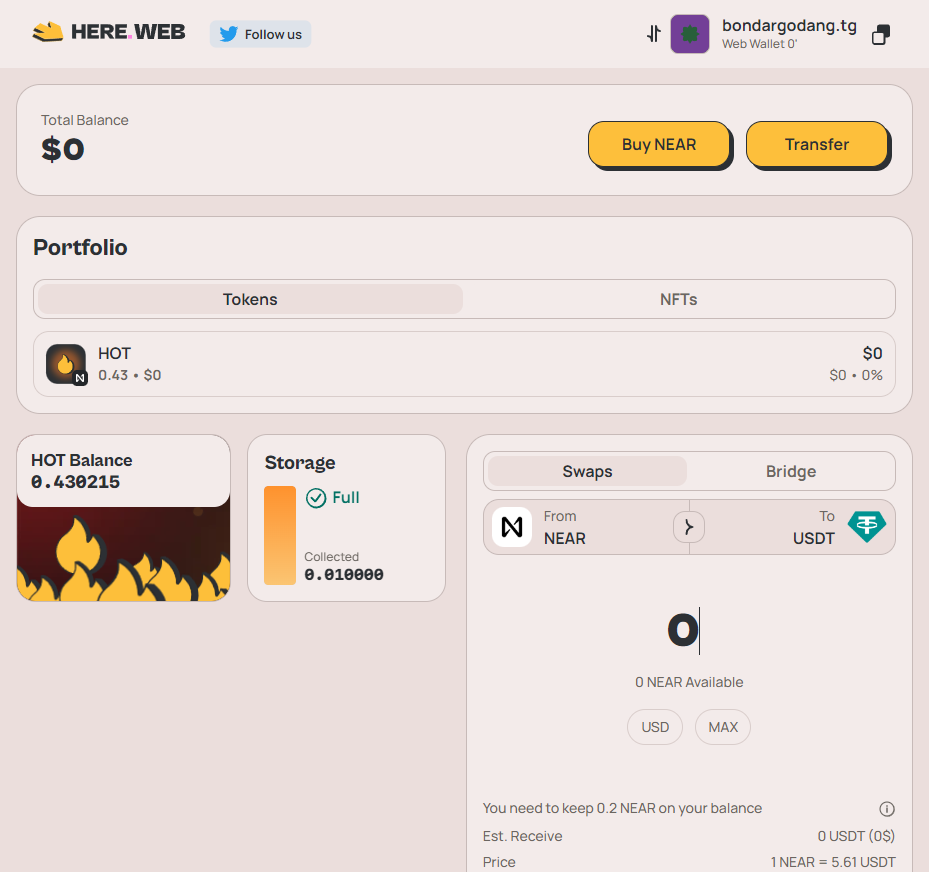 HERE.WEB
Follow us
bondargodang.tg
Web Wallet 0'
Total Balance
$0
Buy NEAR
Transfer
Portfolio
Tokens
NFTs
HOT
$0
0.43 • $0
$0 • 0%
HOT Balance
0.430215
Storage
Full
Collected
0.010000
Swaps
Bridge
From
NEAR
To
USDT
0
0 NEAR Available
USD
MAX
You need to keep 0.2 NEAR on your balance
Est. Receive
0 USDT (0$)
Price
1 NEAR = 5.61 USDT